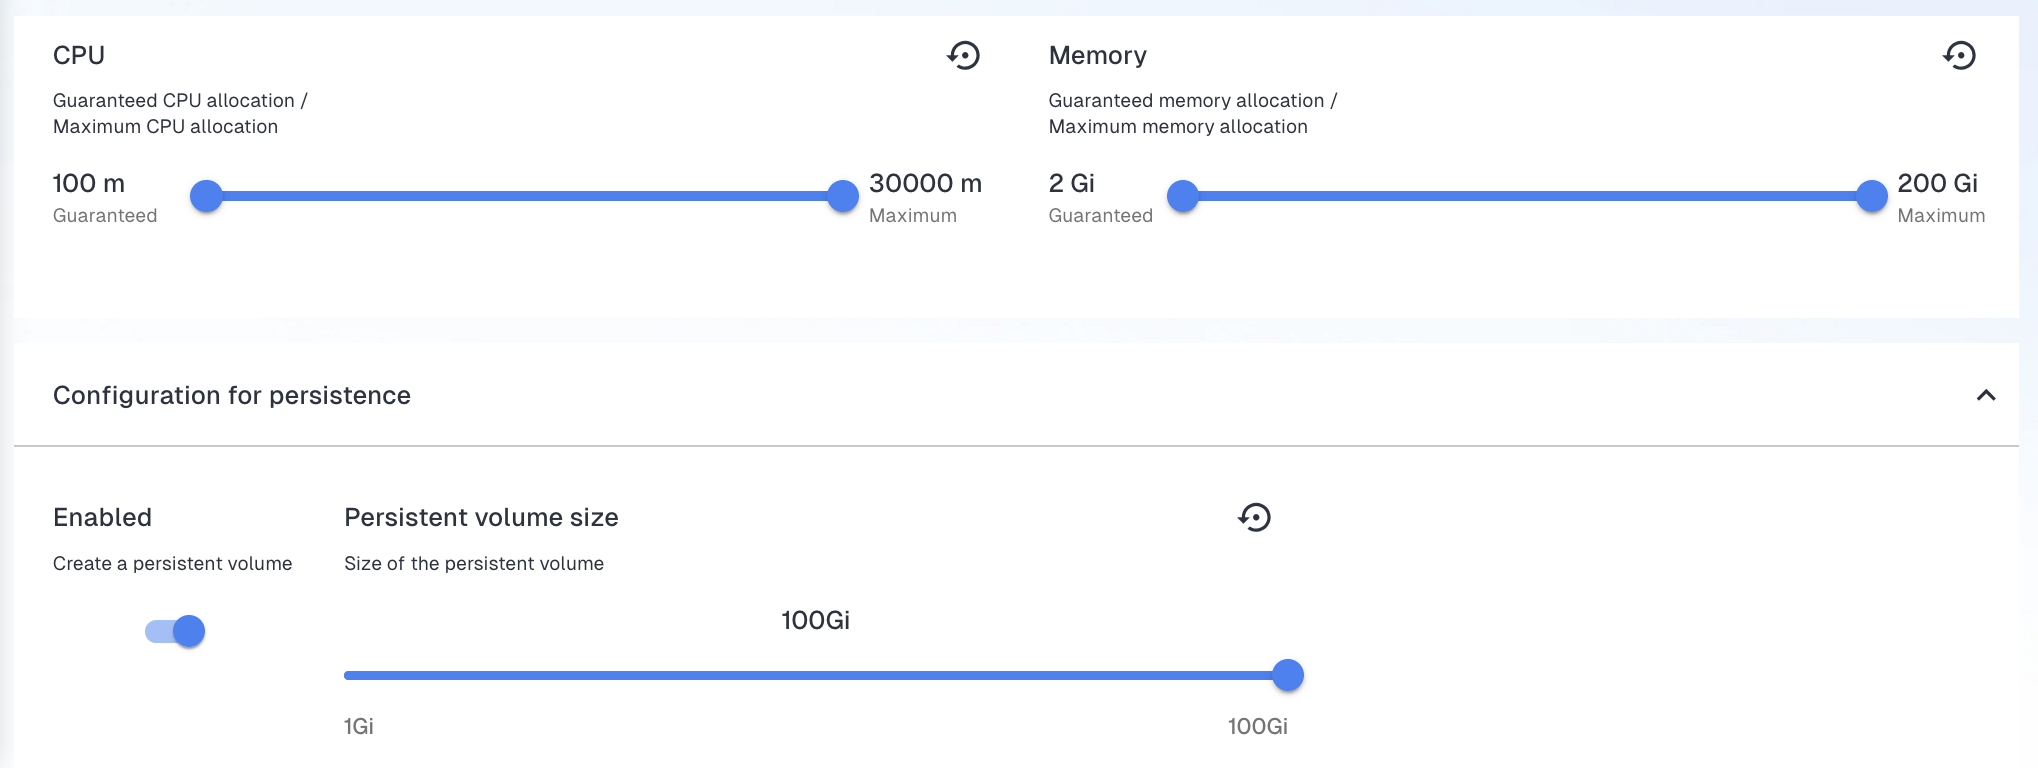 CPU
Guaranteed CPU allocation /
Maximum CPU allocation
100 m
Guaranteed
30000 m
Maximum
Memory
Guaranteed memory allocation /
Maximum memory allocation
2 Gi
Guaranteed
200 Gi
Maximum
Configuration for persistence
Enabled
Create a persistent volume
Persistent volume size
Size of the persistent volume
100Gi
1Gi
100Gi